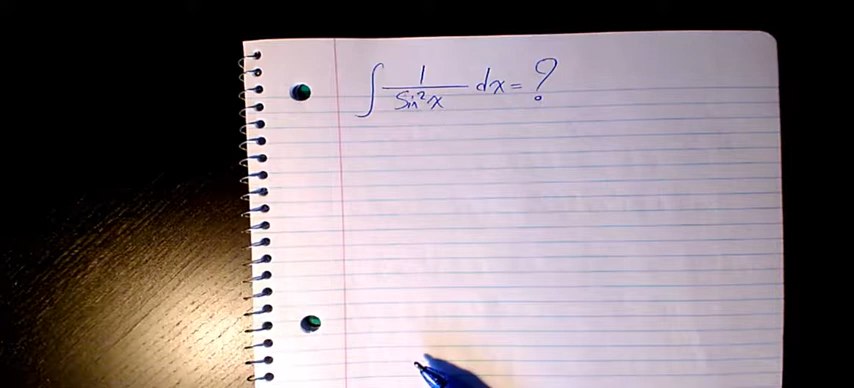 ∫ 1/Sin²x dx = ?